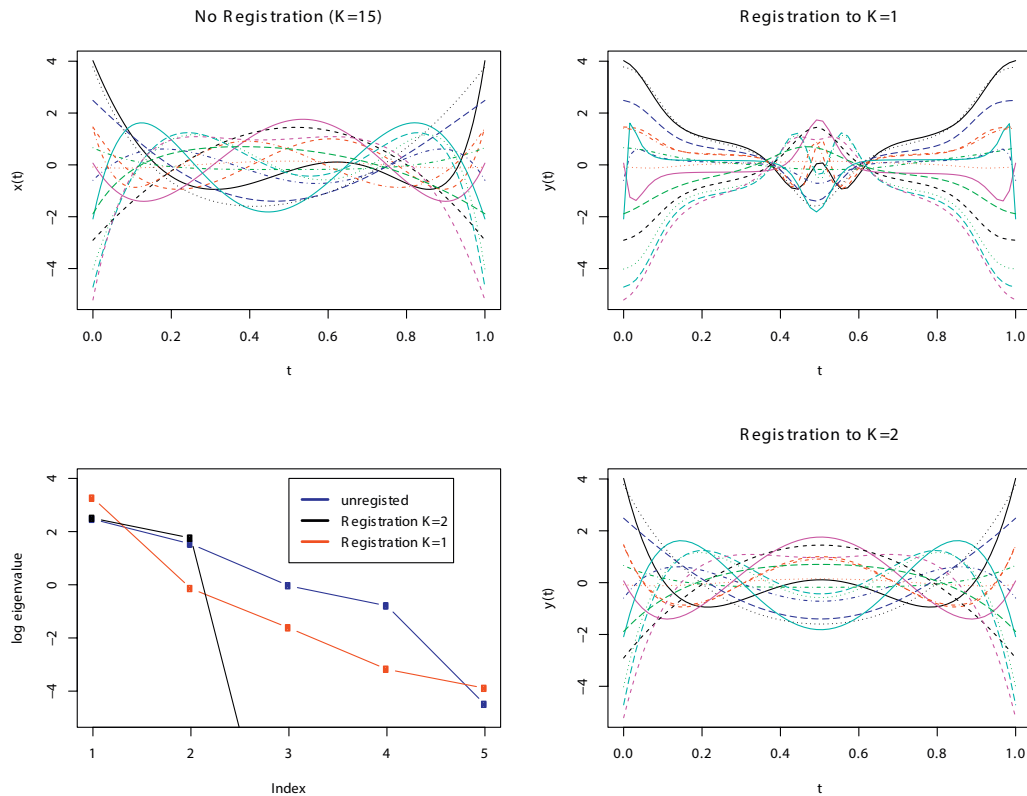 No Registration (K=15)
x(t)
4
2
0
−2
−4
0.0 0.2 0.4 0.6 0.8 1.0
t
Registration to K=1
y(t)
4
2
0
−2
−4
0.0 0.2 0.4 0.6 0.8 1.0
t
log eigenvalue
4
2
0
−2
−4
unregisted
Registration K=2
Registration K=1
1 2 3 4 5
Index
Registration to K=2
y(t)
4
2
0
−2
−4
0.0 0.2 0.4 0.6 0.8 1.0
t